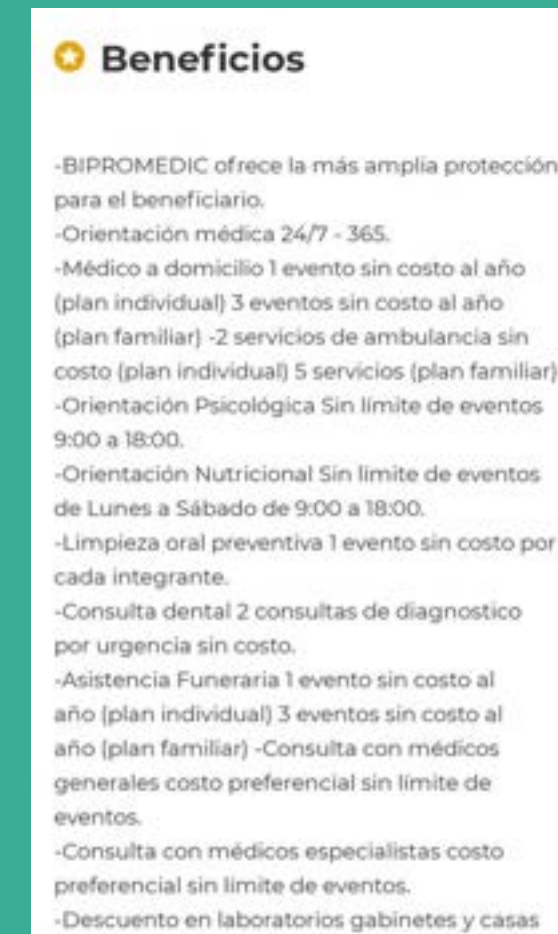 Beneficios
-BIPROMEDIC ofrece la más amplia protección
para el beneficiario.
-Orientación médica 24/7 - 365.
-Médico a domicilio 1 evento sin costo al año
(plan individual) 3 eventos sin costo al año
(plan familiar) -2 servicios de ambulancia sin
costo (plan individual) 5 servicios (plan familiar)
-Orientación Psicológica Sin límite de eventos
9:00 a 18:00.
-Orientación Nutricional Sin limite de eventos
de Lunes a Sábado de 9:00 a 18:00.
-Limpieza oral preventiva 1 evento sin costo por
cada integrante.
-Consulta dental 2 consultas de diagnostico
por urgencia sin costo.
-Asistencia Funeraria 1 evento sin costo al
año (plan individual) 3 eventos sin costo al
año (plan familiar) -Consulta con médicos
generales costo preferencial sin límite de
eventos.
-Consulta con médicos especialistas costo
preferencial sin limite de eventos.
-Descuento en laboratorios gabinetes y casas